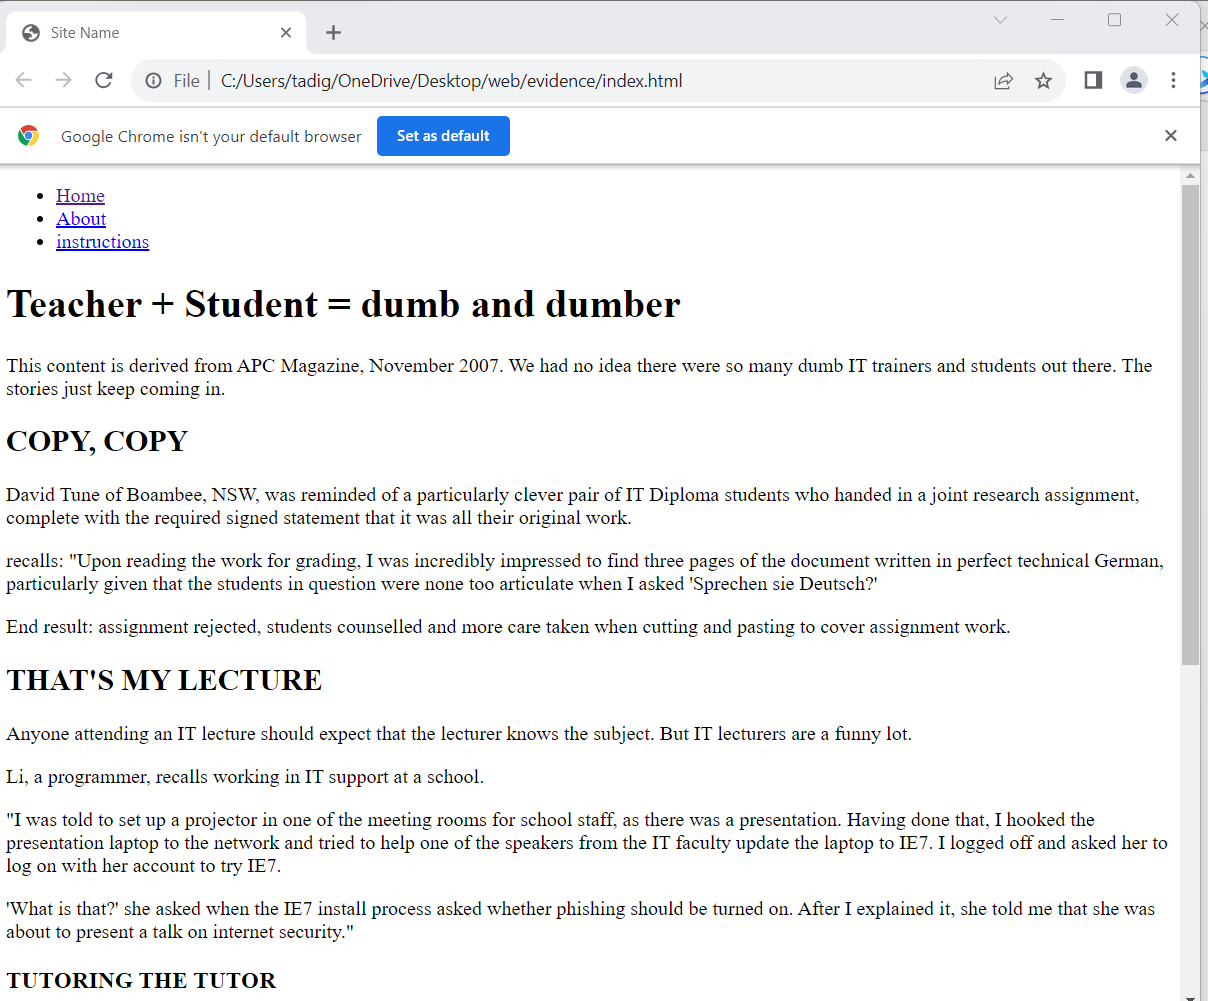 Site Name
File | C:/Users/tadig/OneDrive/Desktop/web/evidence/index.html
Google Chrome isn't your default browser
Set as default
Home
About
instructions
Teacher + Student = dumb and dumber
This content is derived from APC Magazine, November 2007. We had no idea there were so many dumb IT trainers and students out there. The
stories just keep coming in.
COPY, COPY
David Tune of Boambee, NSW, was reminded of a particularly clever pair of IT Diploma students who handed in a joint research assignment,
complete with the required signed statement that it was all their original work.
recalls: "Upon reading the work for grading, I was incredibly impressed to find three pages of the document written in perfect technical German,
particularly given that the students in question were none too articulate when I asked 'Sprechen sie Deutsch?'
End result: assignment rejected, students counselled and more care taken when cutting and pasting to cover assignment work.
THAT'S MY LECTURE
Anyone attending an IT lecture should expect that the lecturer knows the subject. But IT lecturers are a funny lot.
Li, a programmer, recalls working in IT support at a school.
"I was told to set up a projector in one of the meeting rooms for school staff, as there was a presentation. Having done that, I hooked the
presentation laptop to the network and tried to help one of the speakers from the IT faculty update the laptop to IE7. I logged off and asked her to
log on with her account to try IE7.
'What is that?' she asked when the IE7 install process asked whether phishing should be turned on. After I explained it, she told me that she was
about to present a talk on internet security."
TUTORING THE TUTOR